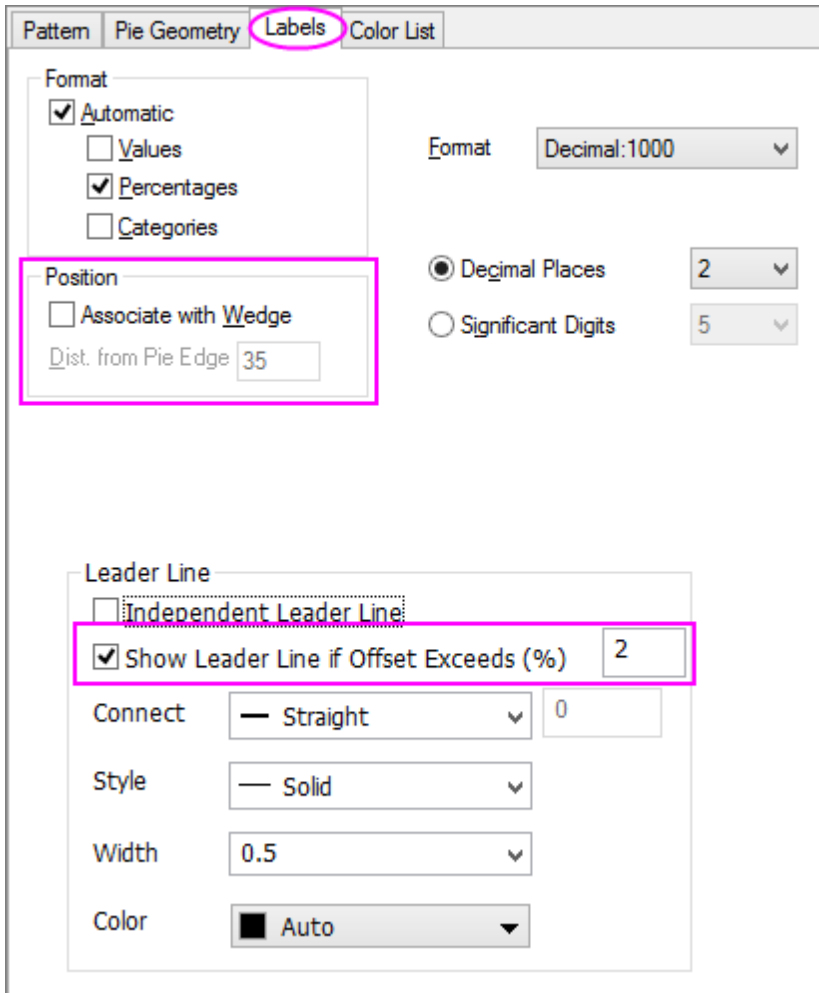 Pattern Pie Geometry Labels Color List
Format
Automatic
Values
Percentages
Categories
Format Decimal:1000
Position
Associate with Wedge
Dist. from Pie Edge 35
Decimal Places 2
Significant Digits 5
Leader Line
Independent Leader Line
Show Leader Line if Offset Exceeds (%) 2
Connect Straight 0
Style Solid
Width 0.5
Color Auto